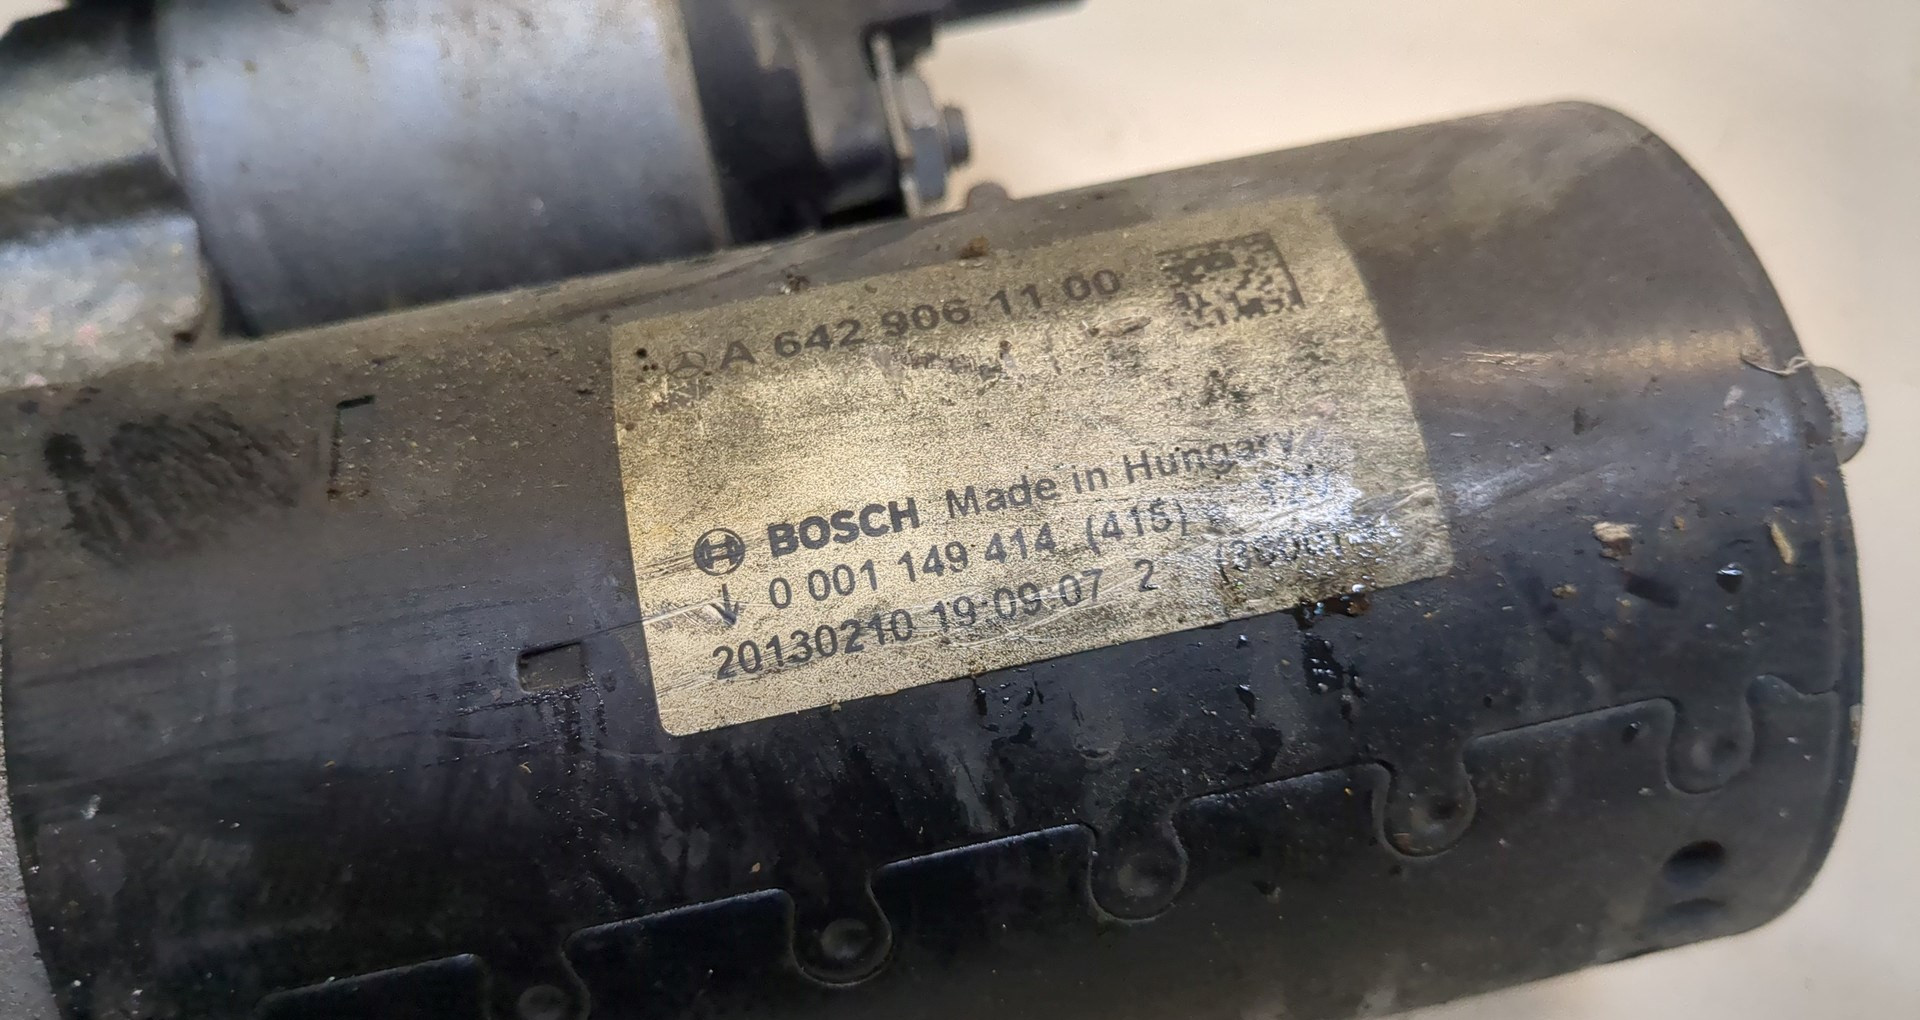 A 642 906 11 00
BOSCH Made in Hungary
0 001 149 414 (415)
20130210 19:09:07 2